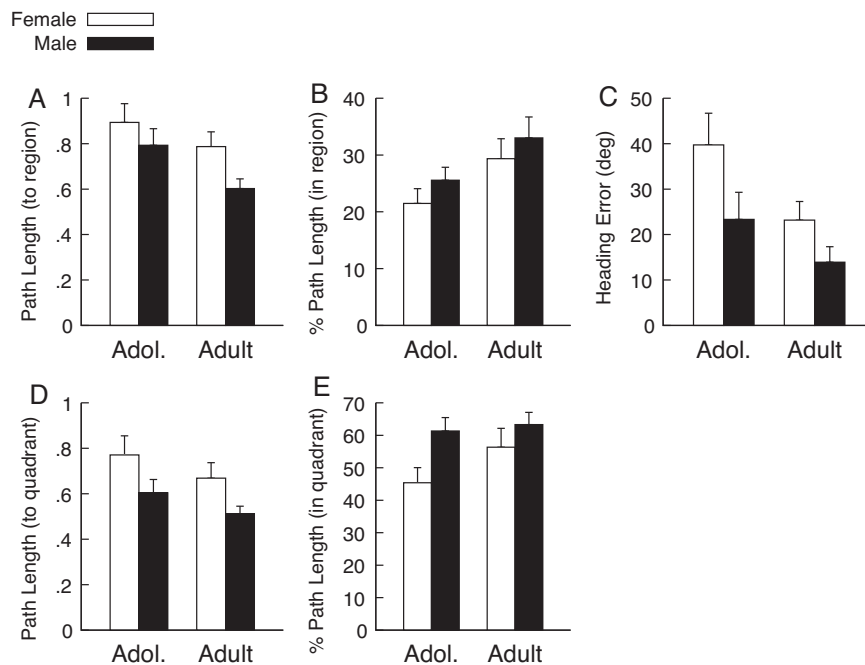 Female
Male
A
Path Length (to region)
1
.8
.6
.4
.2
0
Adol.
Adult
B
% Path Length (in region)
40
30
20
10
0
Adol.
Adult
C
Heading Error (deg)
50
40
30
20
10
0
Adol.
Adult
D
Path Length (to quadrant)
1
.8
.6
.4
.2
0
Adol.
Adult
E
% Path Length (in quadrant)
70
60
50
40
30
20
10
0
Adol.
Adult